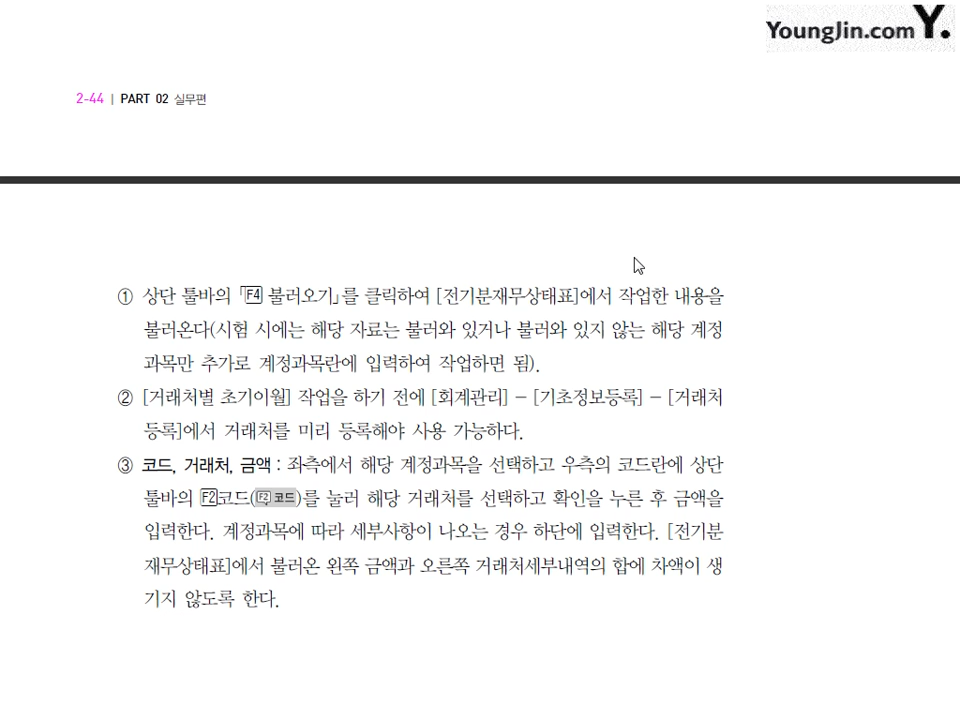 YoungJin.com Y.
2-44 | PART 02 실무편
① 상단 툴바의 「F4 불러오기」를 클릭하여 [전기분재무상태표]에서 작업한 내용을
불러온다(시험 시에는 해당 자료는 불러와 있거나 불러와 있지 않는 해당 계정
과목만 추가로 계정과목란에 입력하여 작업하면 됨).
② [거래처별 초기이월] 작업을 하기 전에 [회계관리] – [기초정보등록] – [거래처
등록]에서 거래처를 미리 등록해야 사용 가능하다.
③ 코드, 거래처, 금액 : 좌측에서 해당 계정과목을 선택하고 우측의 코드란에 상단
툴바의 F2코드(F2 코드)를 눌러 해당 거래처를 선택하고 확인을 누른 후 금액을
입력한다. 계정과목에 따라 세부사항이 나오는 경우 하단에 입력한다. [전기분
재무상태표]에서 불러온 왼쪽 금액과 오른쪽 거래처세부내역의 합에 차액이 생
기지 않도록 한다.